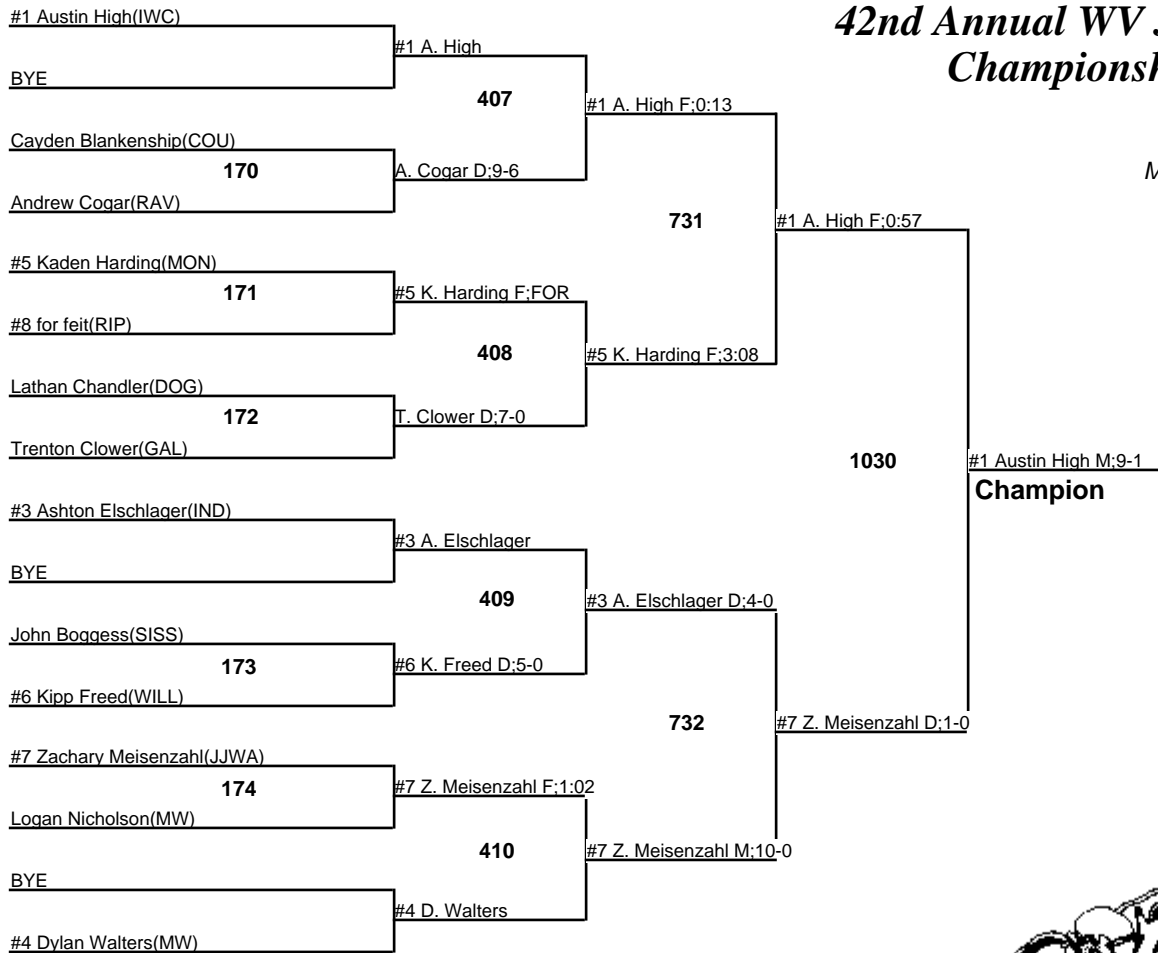 42nd Annual WV
Championsh
M
#1 Austin High(IWC)
BYE
Cayden Blankenship(COU)
170
Andrew Cogar(RAV)
#5 Kaden Harding(MON)
171
#8 for feit(RIP)
Lathan Chandler(DOG)
172
Trenton Clower(GAL)
#3 Ashton Elschlager(IND)
BYE
John Boggess(SISS)
173
#6 Kipp Freed(WILL)
#7 Zachary Meisenzahl(JJWA)
174
Logan Nicholson(MW)
BYE
#4 Dylan Walters(MW)
#1 A. High
407
A. Cogar D;9-6
#5 K. Harding F;FOR
408
T. Clower D;7-0
#3 A. Elschlager
409
#6 K. Freed D;5-0
#7 Z. Meisenzahl F;1:02
410
#4 D. Walters
#1 A. High F;0:13
731
#5 K. Harding F;3:08
#3 A. Elschlager D;4-0
732
#7 Z. Meisenzahl M;10-0
#1 A. High F;0:57
1030
#7 Z. Meisenzahl D;1-0
#1 Austin High M;9-1
Champion